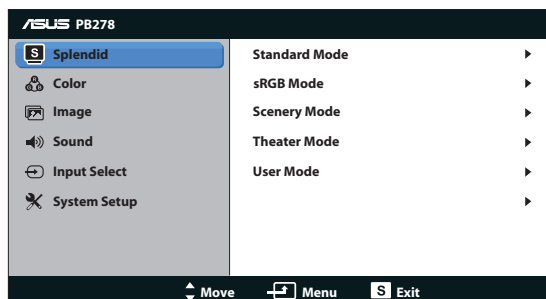 ASUS PB278
S Splendid
Color
Image
Sound
Input Select
System Setup
Standard Mode
sRGB Mode
Scenery Mode
Theater Mode
User Mode
Move Menu S Exit